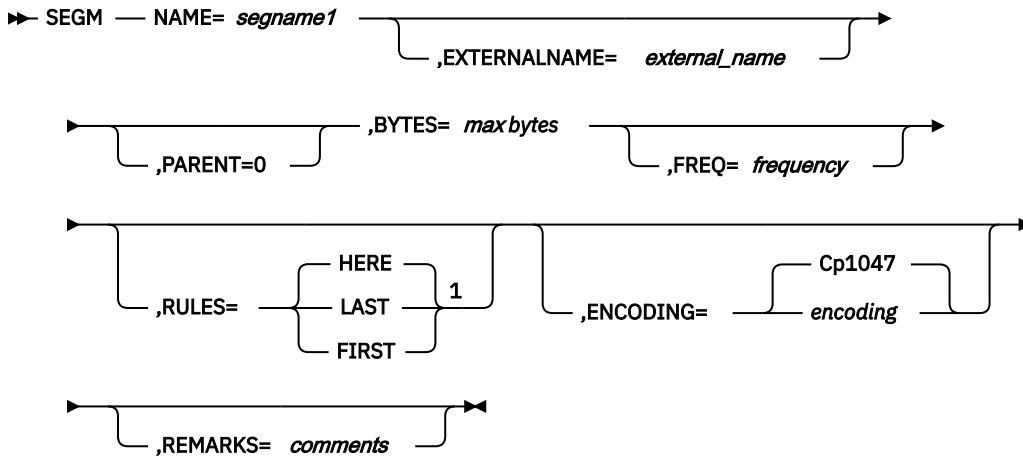 SEGM NAME= segname1
,EXTERNALNAME= external_name
,PARENT=0 ,BYTES= max bytes
,FREQ= frequency
,RULES= HERE
LAST
FIRST
1
,ENCODING= Cp1047
encoding
,REMARKS= comments